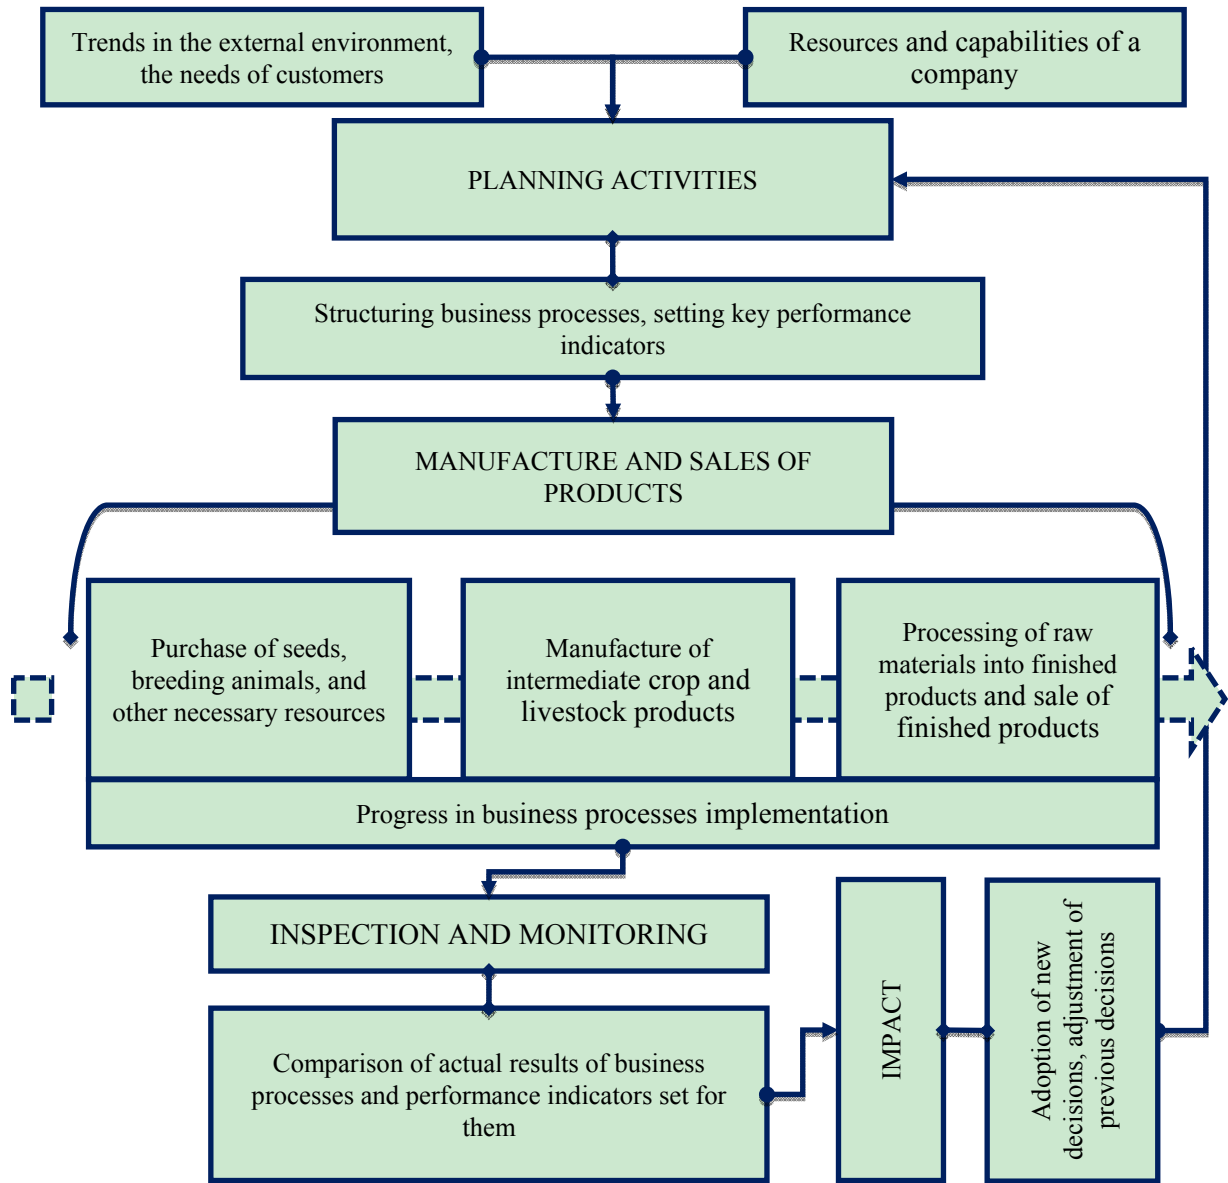 Trends in the external environment,
the needs of customers
Resources and capabilities of a
company
PLANNING ACTIVITIES
Structuring business processes, setting key performance
indicators
MANUFACTURE AND SALES OF
PRODUCTS
Purchase of seeds,
breeding animals, and
other necessary resources
Manufacture of
intermediate crop and
livestock products
Processing of raw
materials into finished
products and sale of
finished products
Progress in business processes implementation
INSPECTION AND MONITORING
Comparison of actual results of business
processes and performance indicators set for
them
IMPACT
Adoption of new
decisions, adjustment of
previous decisions